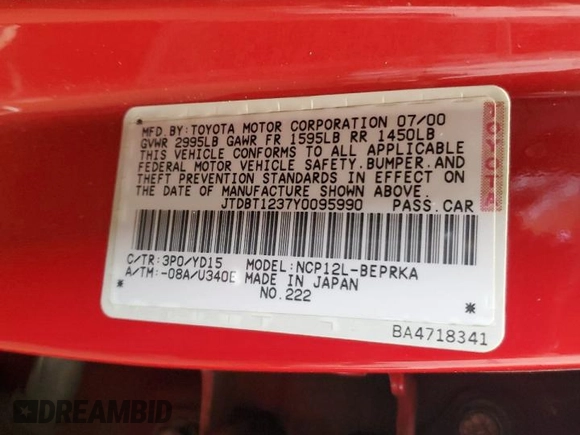 MFD.BY:TOYOTA MOTOR CORPORATION 07/00
GVWR 2995LB GAWR FR 1595LB RR 1450LB
THIS VEHICLE CONFORMS TO ALL APPLICABLE
FEDERAL MOTOR VEHICLE SAFETY,BUMPER,AND
THEFT PREVENTION STANDARDS IN EFFECT ON
THE DATE OF MANUFACTURE SHOWN ABOVE.
JTDBT1237Y0095990 PASS.CAR
C/TR:3P0/YD15 MODEL:NCP12L-BEPRKA
A/TM:-08A/U340E MADE IN JAPAN
NO.222
BA4718341
TOYOTA
DREAMBID